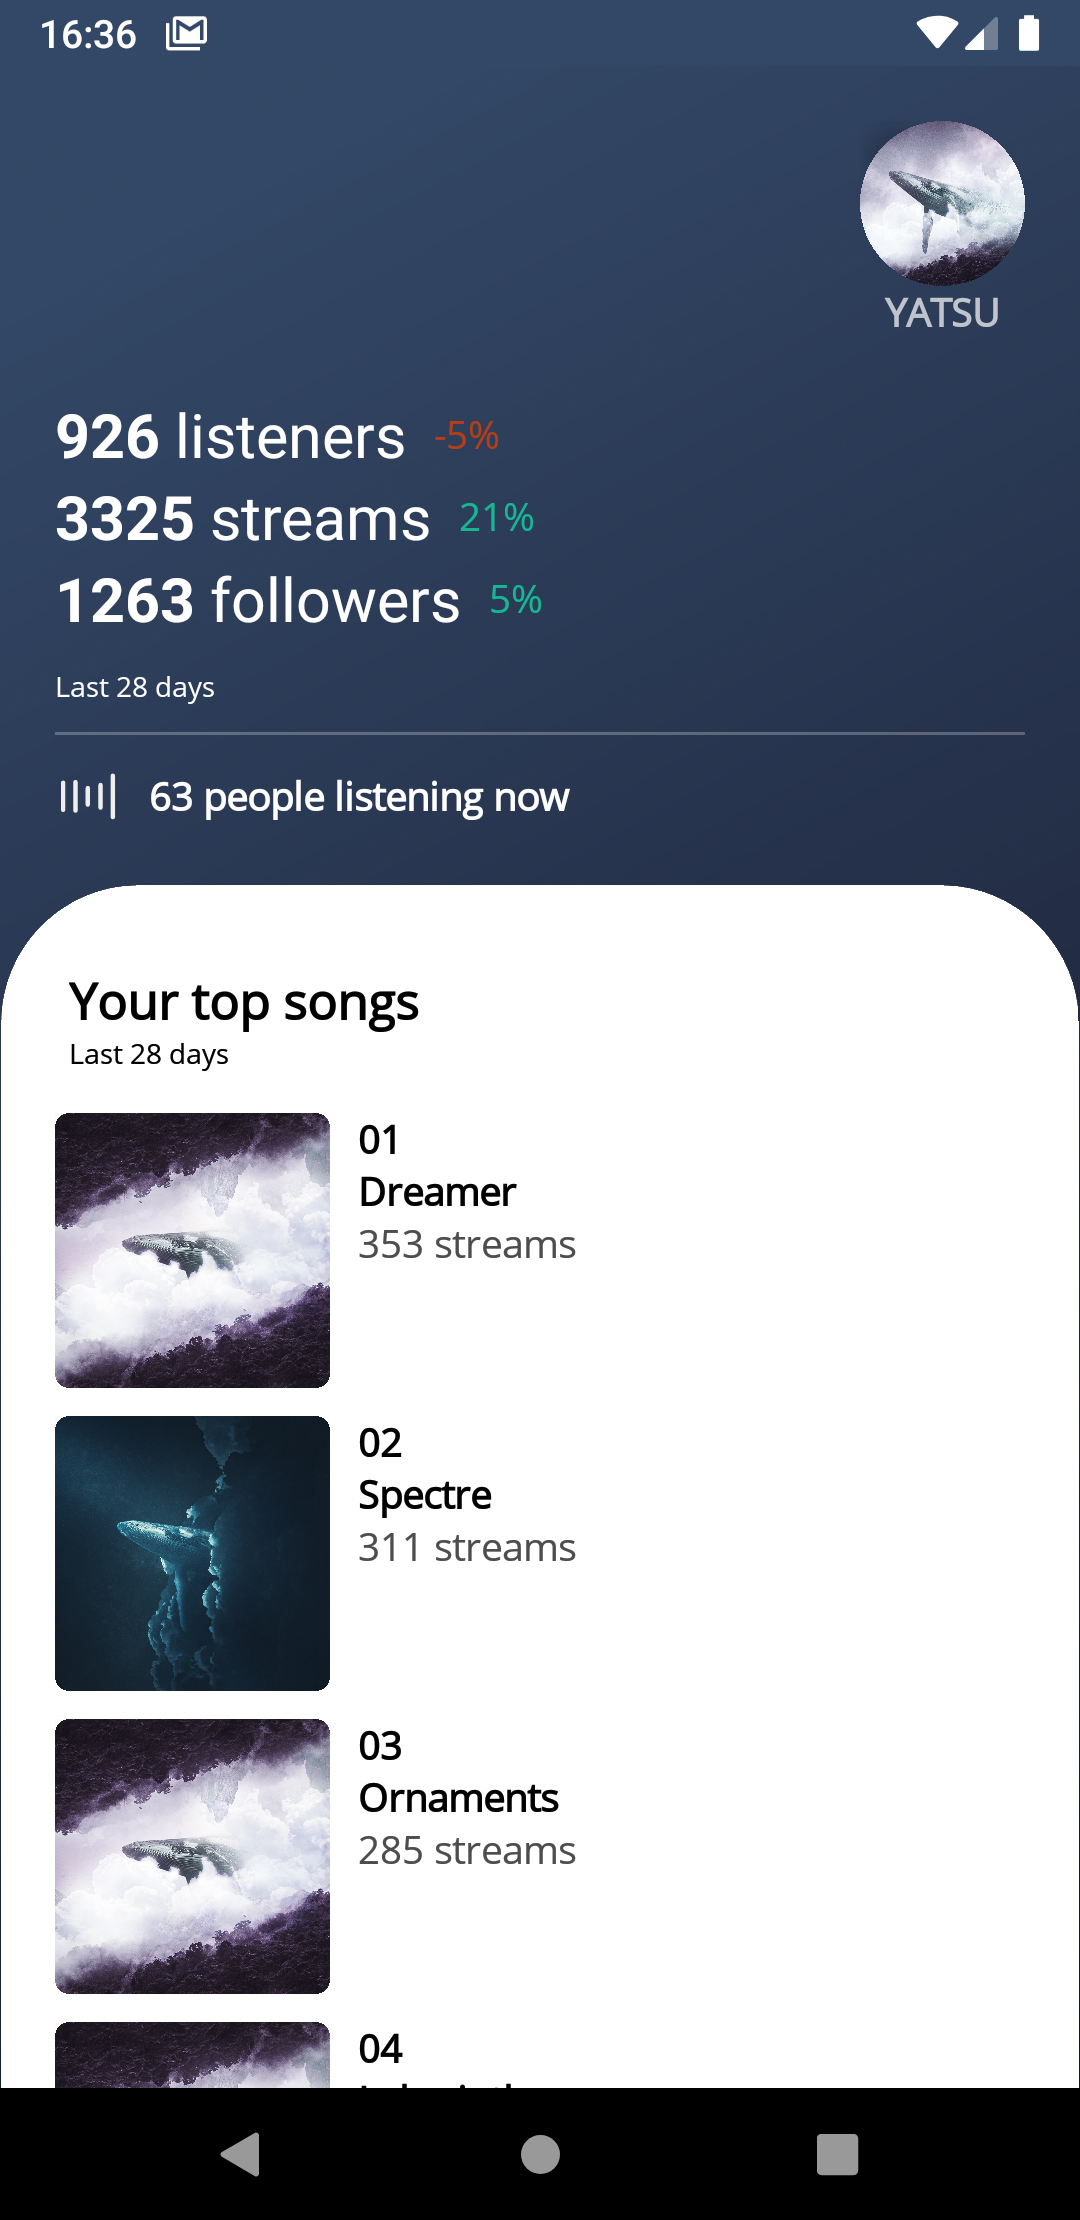 16:36
YATSU
926 listeners -5%
3325 streams 21%
1263 followers 5%
Last 28 days
63 people listening now
Your top songs
Last 28 days
01
Dreamer
353 streams
02
Spectre
311 streams
03
Ornaments
285 streams
04